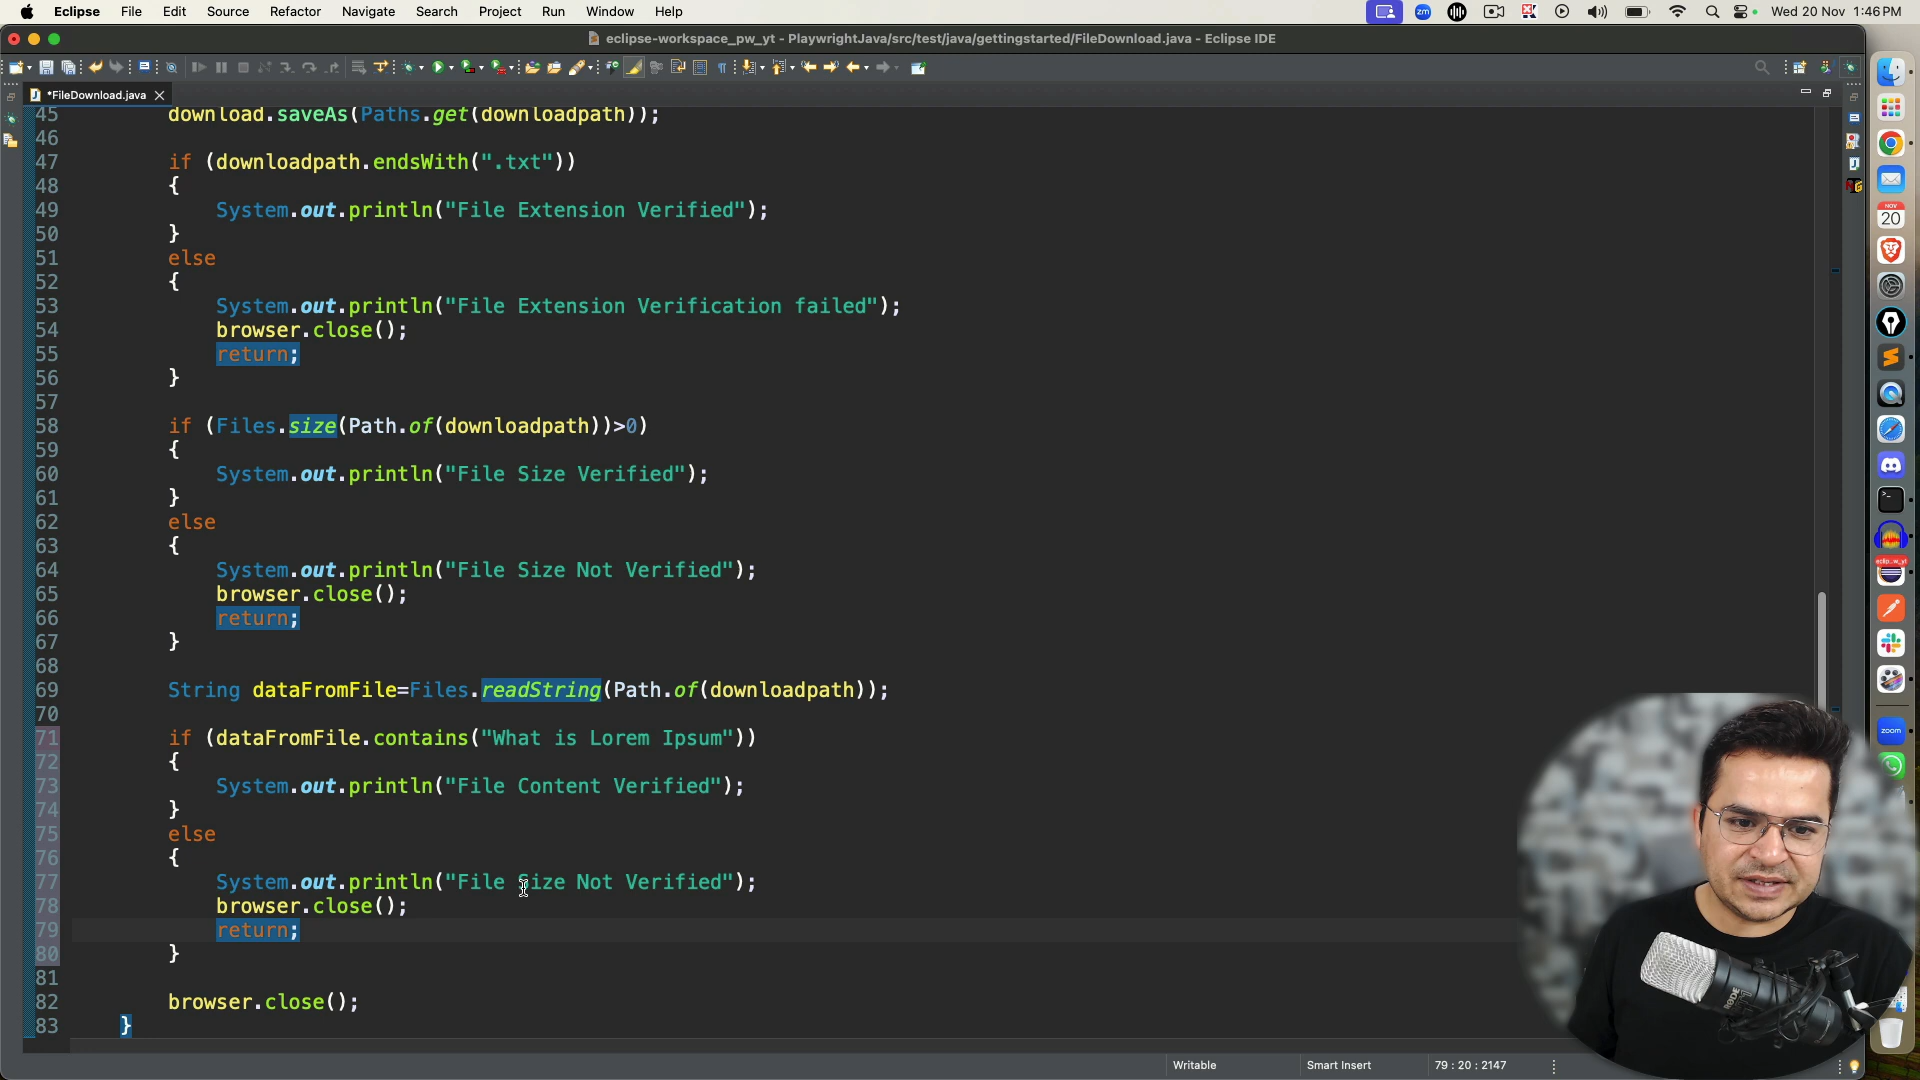 Eclipse File Edit Source Refactor Navigate Search Project Run Window Help zm Wed 20 Nov 1:46 PM
eclipse-workspace_pw_yt - PlaywrightJava/src/test/java/gettingstarted/FileDownload.java - Eclipse IDE
*FileDownload.java
45 download.saveAs(Paths.get(downloadpath));
46
47 if (downloadpath.endsWith(".txt"))
48 {
49 System.out.println("File Extension Verified");
50 }
51 else
52 {
53 System.out.println("File Extension Verification failed");
54 browser.close();
55 return;
56 }
57
58 if (Files.size(Path.of(downloadpath))>0)
59 {
60 System.out.println("File Size Verified");
61 }
62 else
63 {
64 System.out.println("File Size Not Verified");
65 browser.close();
66 return;
67 }
68
69 String dataFromFile=Files.readString(Path.of(downloadpath));
70
71 if (dataFromFile.contains("What is Lorem Ipsum"))
72 {
73 System.out.println("File Content Verified");
74 }
75 else
76 {
77 System.out.println("File Size Not Verified");
78 browser.close();
79 return;
80 }
81
82 browser.close();
83 }
Writable Smart Insert 79 : 20 : 2147
NOV
20
zoom
RØDE